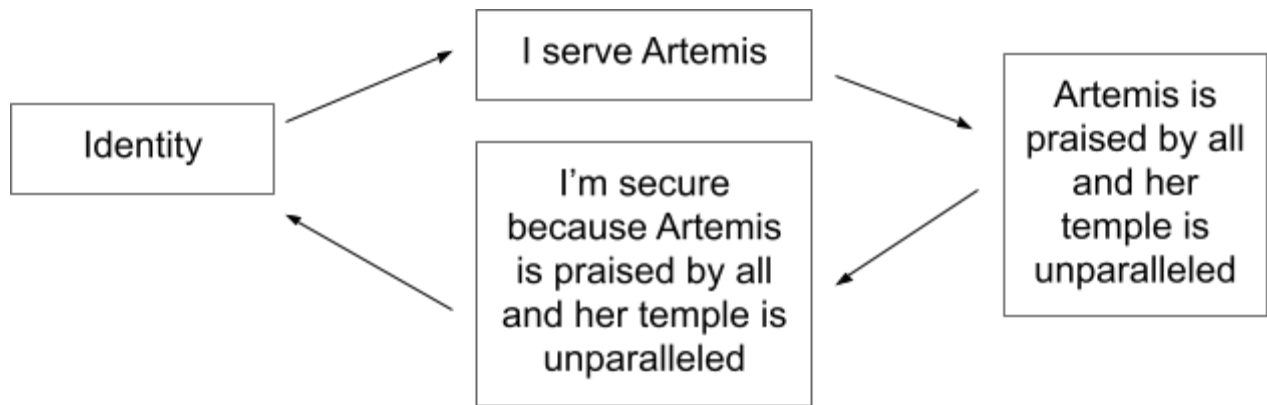 Identity
I serve Artemis
Artemis is
praised by all
and her
temple is
unparalleled
I'm secure
because Artemis
is praised by all
and her temple is
unparalleled